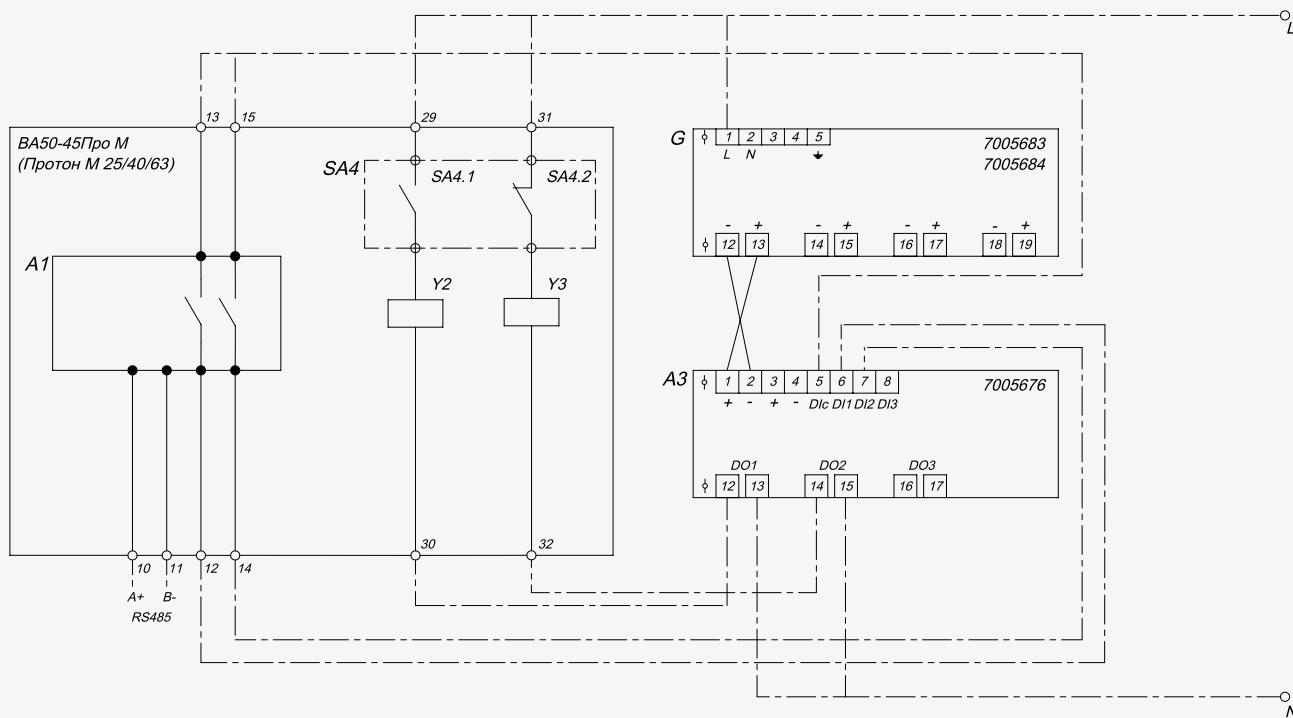 L
13 15 29 31
ВА50-45Про М
(Протон М 25/40/63)
SA4 SA4.1 SA4.2
G 1 2 3 4 5 7005683
L N 7005684
- + - + - + - +
12 13 14 15 16 17 18 19
A1
Y2 Y3
A3 1 2 3 4 5 6 7 8 7005676
+ - + - DIc DI1 DI2 DI3
DO1 DO2 DO3
12 13 14 15 16 17
30 32
10 11 12 14
A+ B-
RS485
N